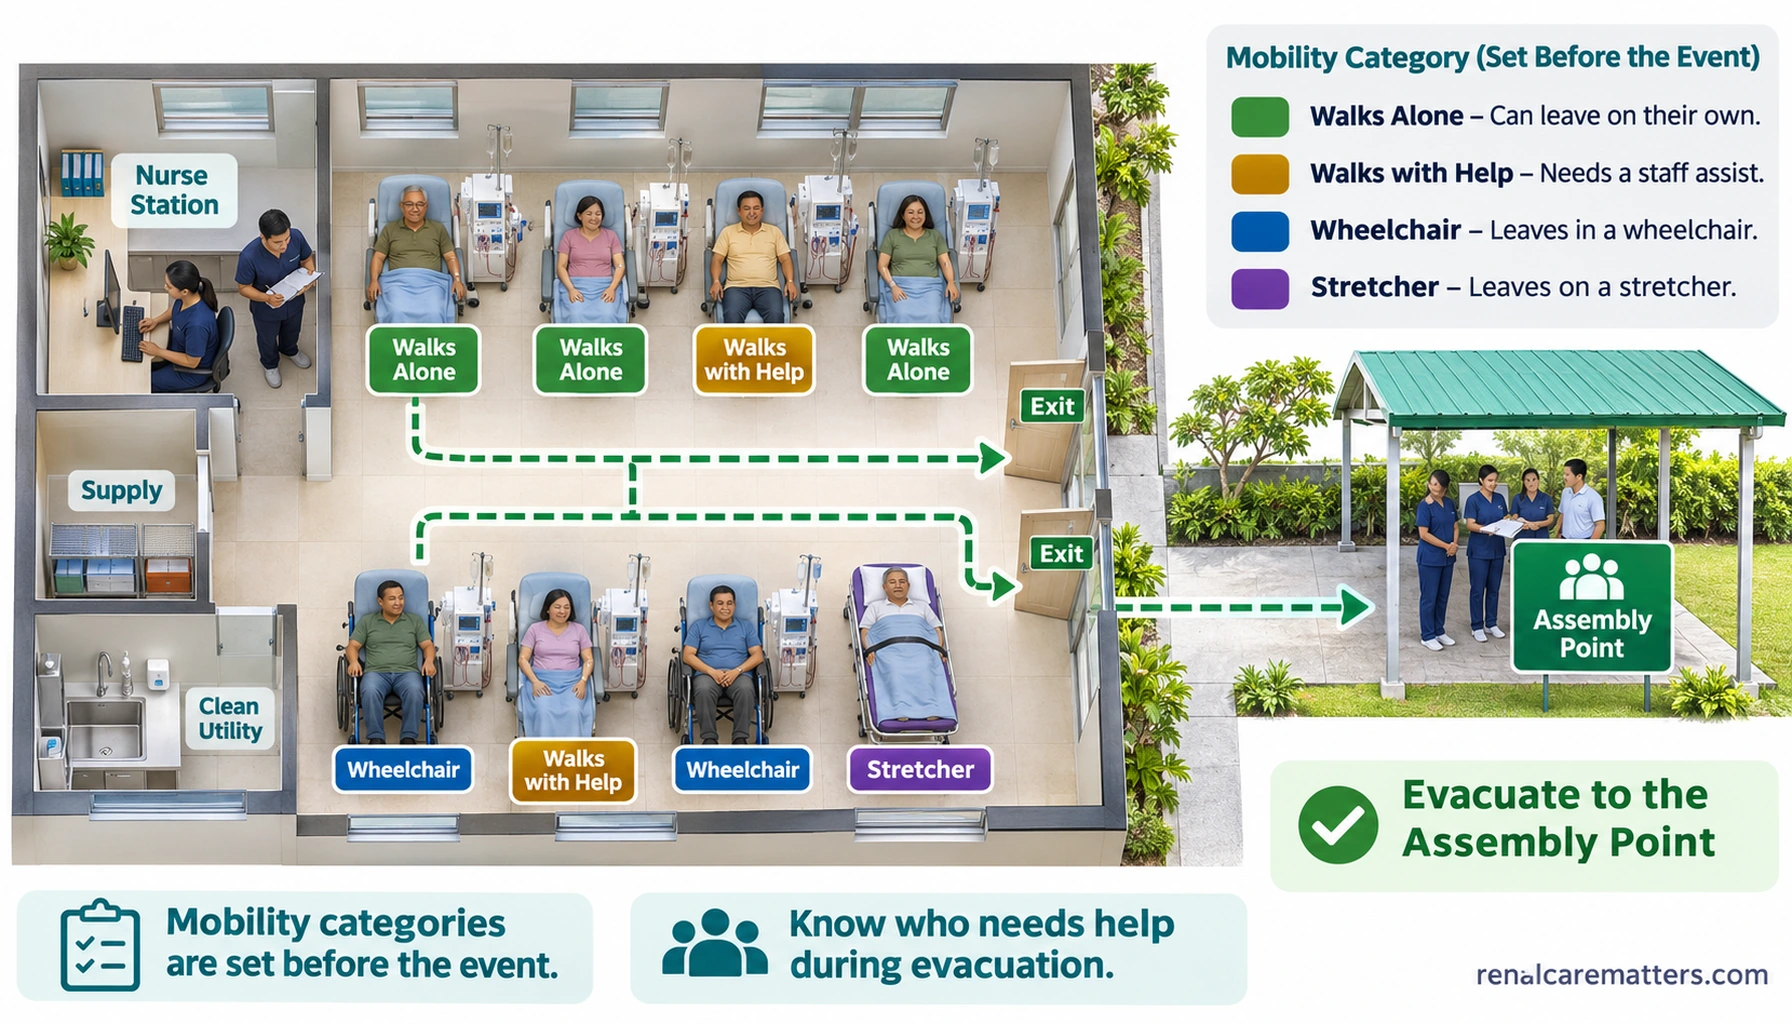 Mobility Category (Set Before the Event)
Walks Alone – Can leave on their own.
Walks with Help – Needs a staff assist.
Wheelchair – Leaves in a wheelchair.
Stretcher – Leaves on a stretcher.
Nurse
Station
Walks
Alone
Walks
Alone
Walks
with Help
Walks
Alone
Exit
Supply
Exit
Assembly
Point
Clean
Utility
Wheelchair
Walks
with Help
Wheelchair
Stretcher
Evacuate to the
Assembly Point
Mobility categories
are set before the event.
Know who needs help
during evacuation.
renalcarematters.com